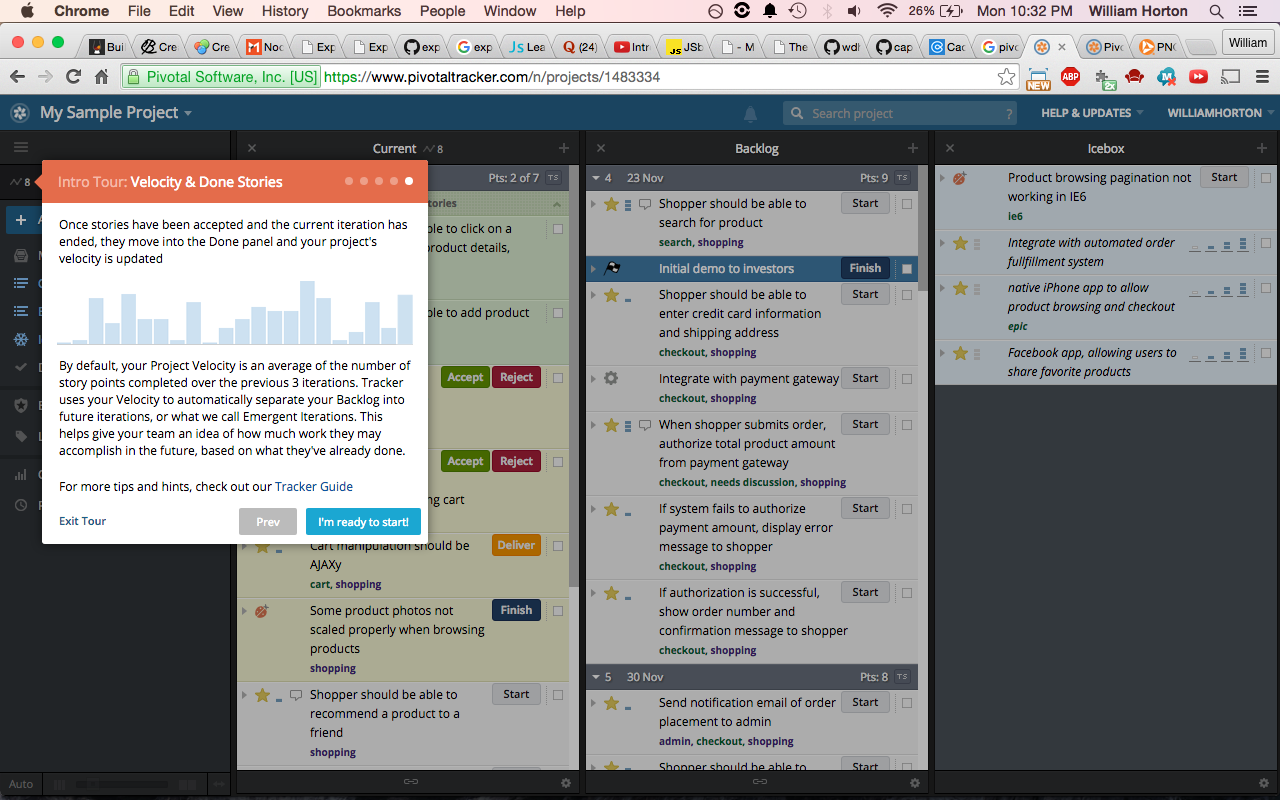 Chrome File Edit View History Bookmarks People Window Help 26% Mon 10:32 PM William Horton
Bui Cre Cre Noc Exp Exp exp exp Lea Q (24) Intr JSb - M The wdl cap Cac pivo Pivo PNC William
Pivotal Software, Inc. [US] https://www.pivotaltracker.com/n/projects/1483334
NEW ABP 2x
My Sample Project Search project ? HELP & UPDATES WILLIAMHORTON
8
Intro Tour: Velocity & Done Stories
Once stories have been accepted and the current iteration has
ended, they move into the Done panel and your project's
velocity is updated
By default, your Project Velocity is an average of the number of
story points completed over the previous 3 iterations. Tracker
uses your Velocity to automatically separate your Backlog into
future iterations, or what we call Emergent Iterations. This
helps give your team an idea of how much work they may
accomplish in the future, based on what they've already done.
For more tips and hints, check out our Tracker Guide
Exit Tour Prev I'm ready to start!
Auto
Current 8
Pts: 2 of 7 TS
tories
ble to click on a
product details,
ble to add product
Accept Reject
Accept Reject
ng cart
Cart manipulation should be Deliver
AJAXy
cart, shopping
Some product photos not Finish
scaled properly when browsing
products
shopping
Shopper should be able to Start
recommend a product to a
friend
shopping
Backlog
4 23 Nov Pts: 9 TS
Shopper should be able to Start
search for product
search, shopping
Initial demo to investors Finish
Shopper should be able to Start
enter credit card information
and shipping address
checkout, shopping
Integrate with payment gateway Start
checkout, shopping
When shopper submits order, Start
authorize total product amount
from payment gateway
checkout, needs discussion, shopping
If system fails to authorize Start
payment amount, display error
message to shopper
checkout, shopping
If authorization is successful, Start
show order number and
confirmation message to shopper
checkout, shopping
5 30 Nov Pts: 8 TS
Send notification email of order Start
placement to admin
admin, checkout, shopping
Shopper should be able to Start
Icebox
Product browsing pagination not Start
working in IE6
ie6
Integrate with automated order
fullfillment system
native iPhone app to allow
product browsing and checkout
epic
Facebook app, allowing users to
share favorite products